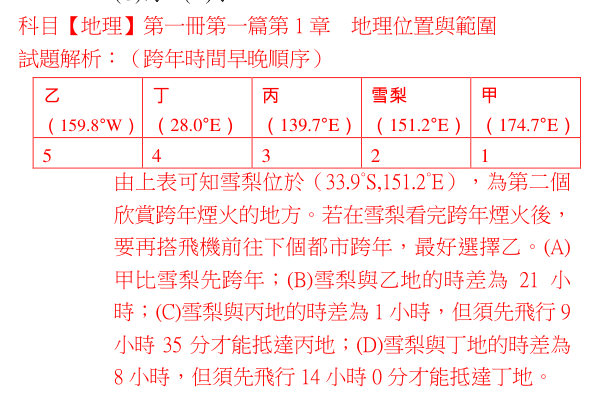 科目【地理】第一冊第一篇第 1 章　地理位置與範圍
試題解析：（跨年時間早晚順序）
乙 丁 丙 雪梨 甲
（159.8°W） （28.0°E） （139.7°E） （151.2°E） （174.7°E）
5 4 3 2 1
由上表可知雪梨位於（33.9°S,151.2°E），為第二個
欣賞跨年煙火的地方。若在雪梨看完跨年煙火後，
要再搭飛機前往下個都市跨年，最好選擇乙。(A)
甲比雪梨先跨年；(B)雪梨與乙地的時差為 21 小
時；(C)雪梨與丙地的時差為 1 小時，但須先飛行 9
小時 35 分才能抵達丙地；(D)雪梨與丁地的時差為
8 小時，但須先飛行 14 小時 0 分才能抵達丁地。